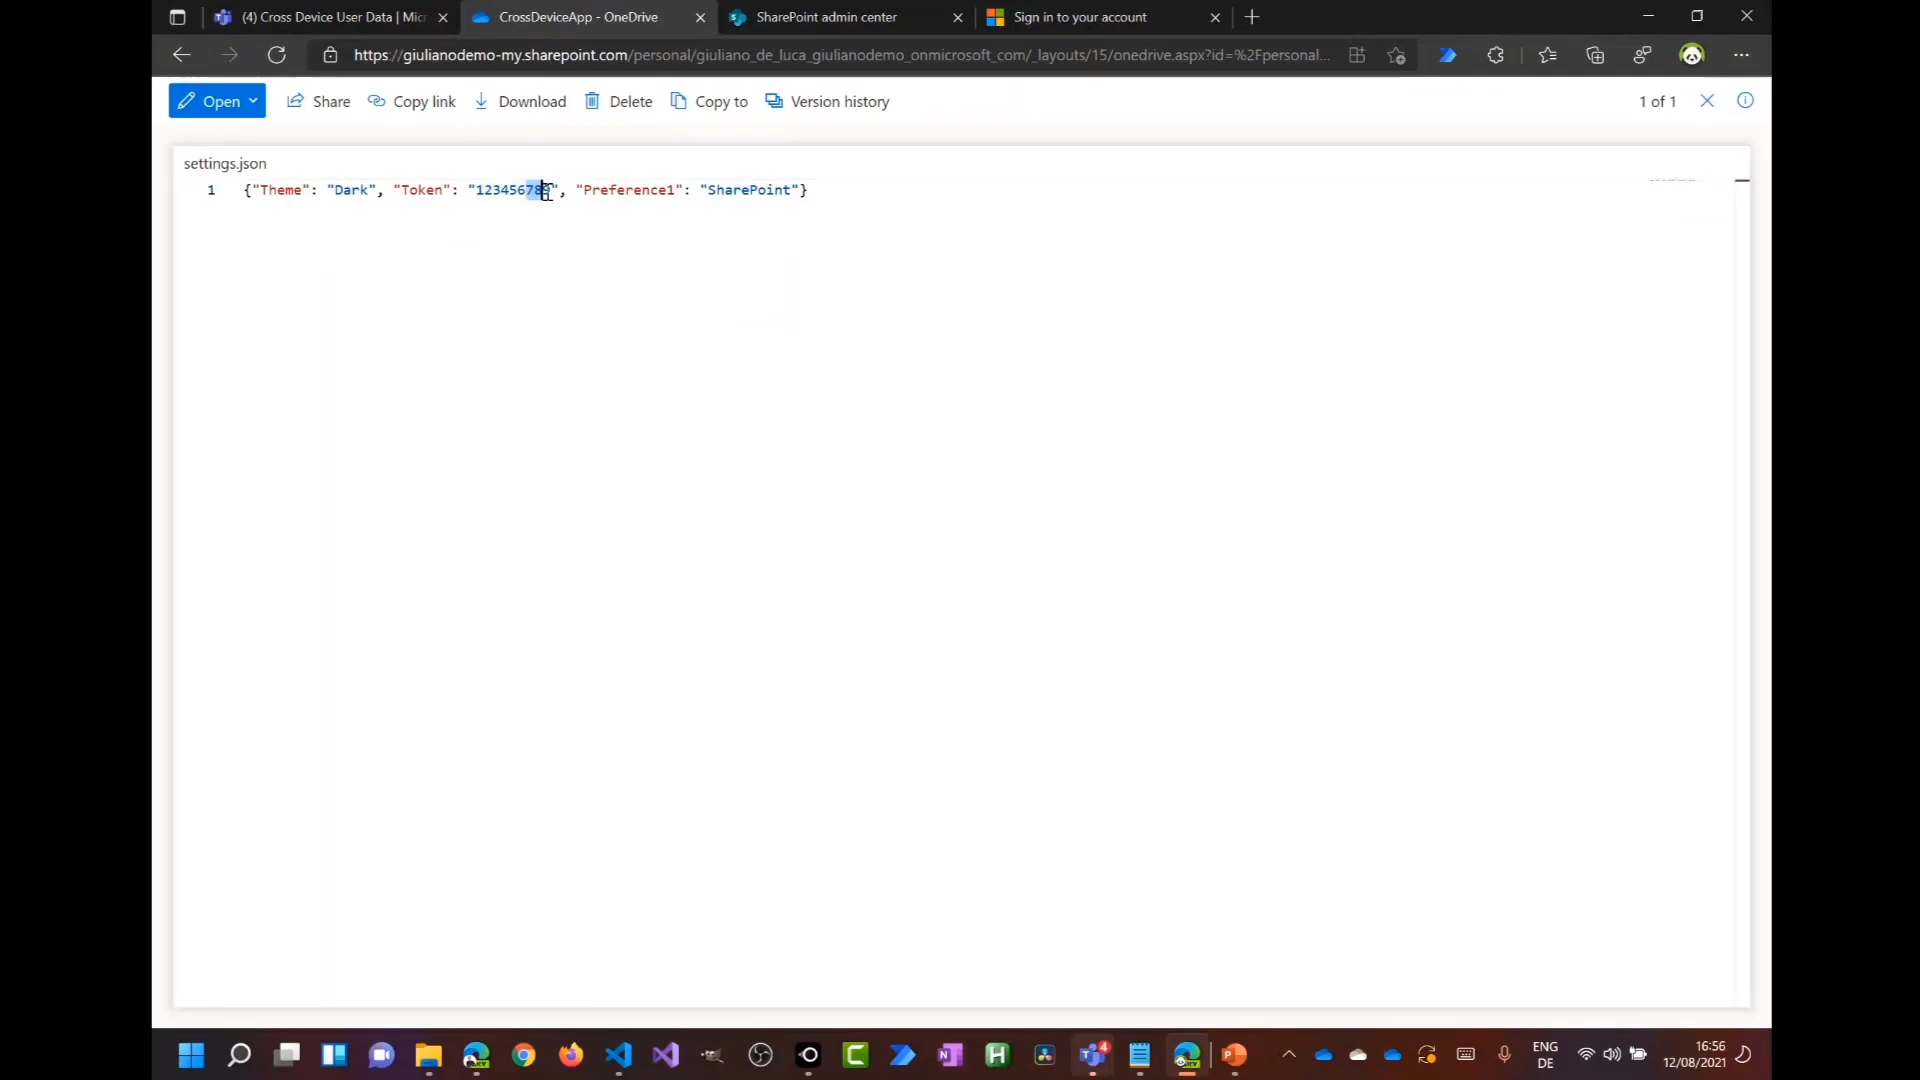 (4) Cross Device User Data | Micr
CrossDeviceApp - OneDrive
SharePoint admin center
Sign in to your account
https://giulianodemo-my.sharepoint.com/personal/giuliano_de_luca_giulianodemo_onmicrosoft_com/_layouts/15/onedrive.aspx?id=%2Fpersonal...
Open
Share
Copy link
Download
Delete
Copy to
Version history
1 of 1
settings.json
1 {"Theme": "Dark", "Token": "123456789", "Preference1": "SharePoint"}
4
ENG
DE
16:56
12/08/2021